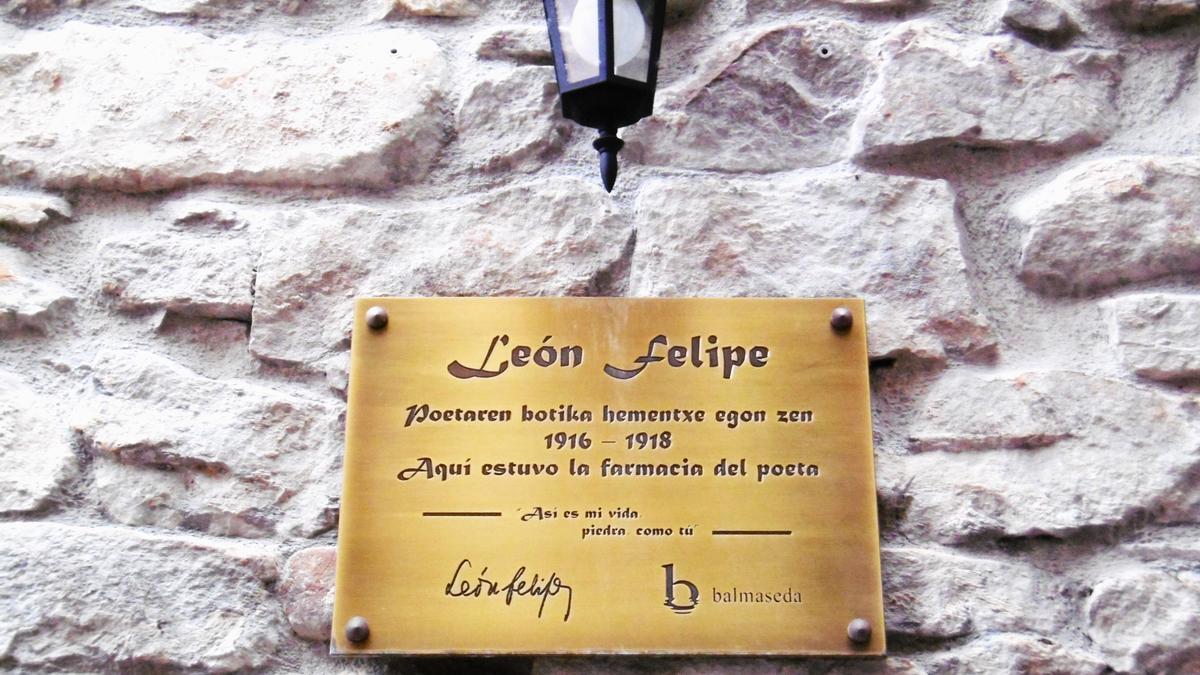 León Felipe
Poetaren botika hementxe egon zen
1916 – 1918
Aquí estuvo la farmacia del poeta
"Así es mi vida,
piedra, como tú"
León Felipe
b balmaseda